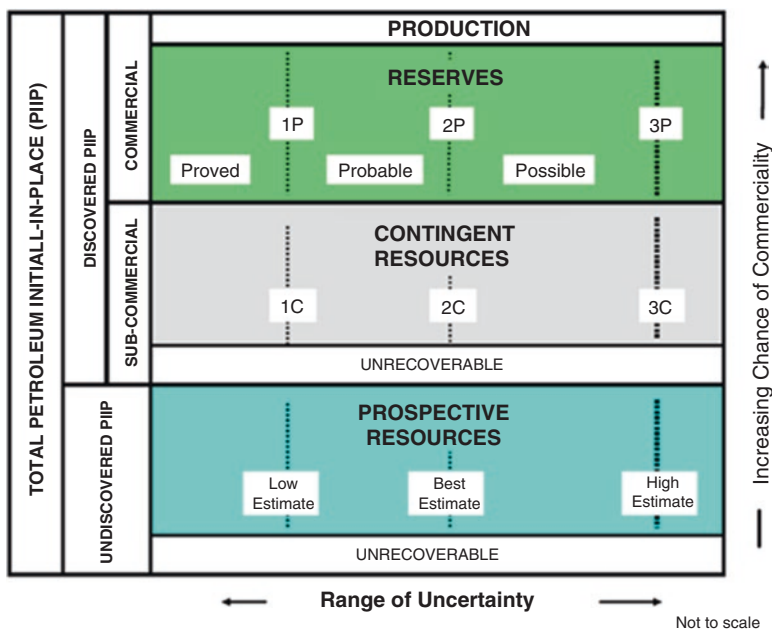 TOTAL PETROLEUM INITIALL-IN-PLACE (PIIP)
DISCOVERED PIIP
UNDISCOVERED PIIP
COMMERCIAL
SUB-COMMERCIAL
PRODUCTION
RESERVES
1P
2P
3P
Proved
Probable
Possible
CONTINGENT
RESOURCES
1C
2C
3C
UNRECOVERABLE
PROSPECTIVE
RESOURCES
Low
Estimate
Best
Estimate
High
Estimate
UNRECOVERABLE
Increasing Chance of Commerciality
Range of Uncertainty
Not to scale